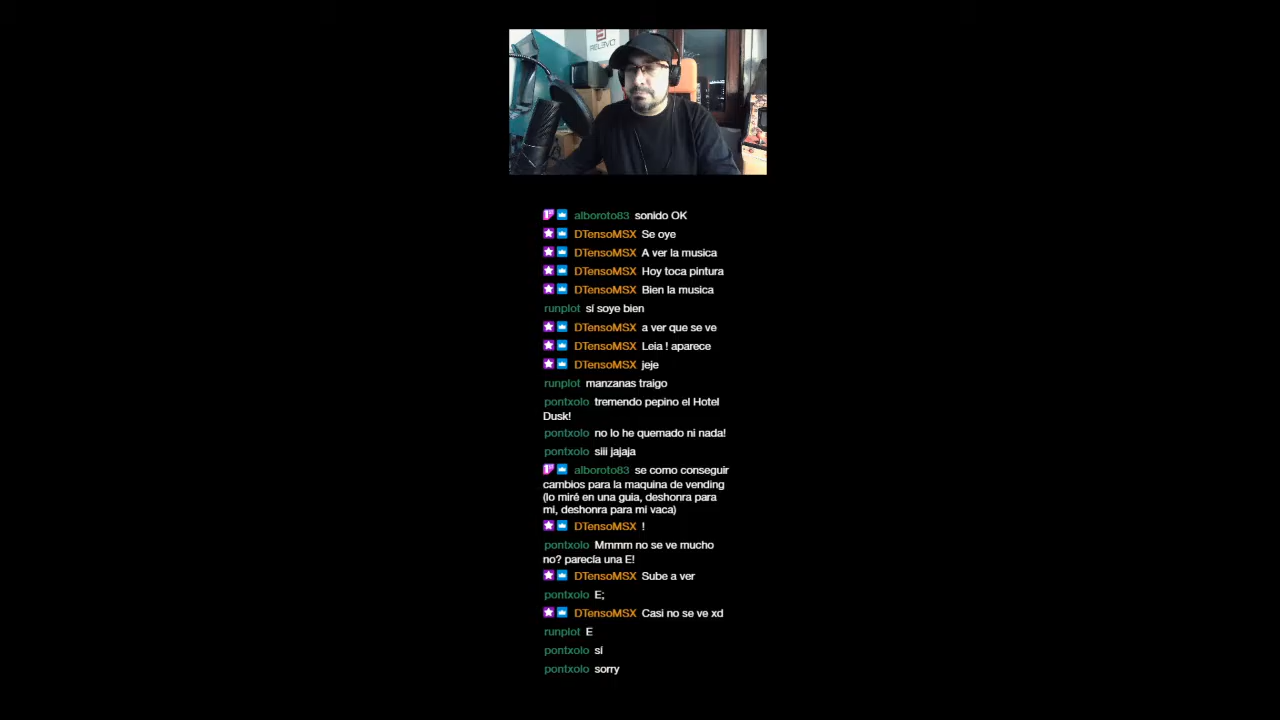 RELEVO
alboroto83 sonido OK
DTensoMSX Se oye
DTensoMSX A ver la musica
DTensoMSX Hoy toca pintura
DTensoMSX Bien la musica
runplot sí soye bien
DTensoMSX a ver que se ve
DTensoMSX Leia ! aparece
DTensoMSX jeje
runplot manzanas traigo
pontxolo tremendo pepino el Hotel
Dusk!
pontxolo no lo he quemado ni nada!
pontxolo siii jajaja
alboroto83 se como conseguir
cambios para la maquina de vending
(lo miré en una guia, deshonra para
mi, deshonra para mi vaca)
DTensoMSX !
pontxolo Mmmm no se ve mucho
no? parecía una E!
DTensoMSX Sube a ver
pontxolo E;
DTensoMSX Casi no se ve xd
runplot E
pontxolo sí
pontxolo sorry